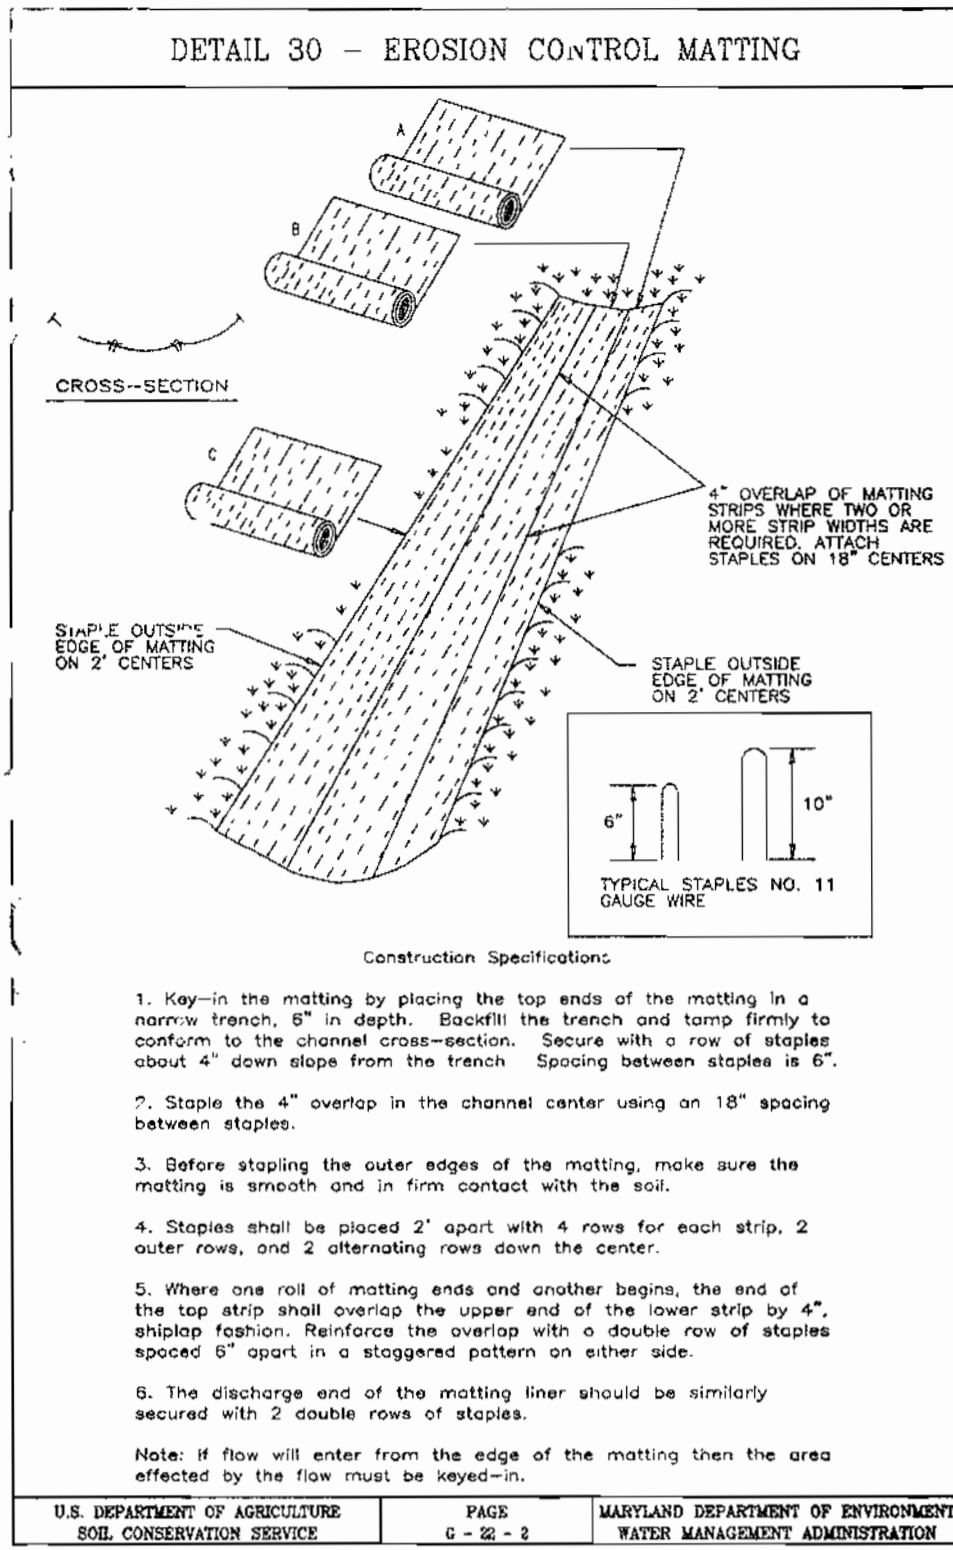 DETAIL 30 - EROSION CONTROL MATTING
A
B
CROSS--SECTION
C
4" OVERLAP OF MATTING
STRIPS WHERE TWO OR
MORE STRIP WIDTHS ARE
REQUIRED. ATTACH
STAPLES ON 18" CENTERS
STAPLE OUTSIDE
EDGE OF MATTING
ON 2' CENTERS
STAPLE OUTSIDE
EDGE OF MATTING
ON 2' CENTERS
6"
10"
TYPICAL STAPLES NO. 11
GAUGE WIRE
Construction Specifications
1. Key-in the matting by placing the top ends of the matting in a
narrow trench, 6" in depth. Backfill the trench and tamp firmly to
conform to the channel cross-section. Secure with a row of staples
about 4" down slope from the trench Spacing between staples is 6".
2. Staple the 4" overlap in the channel center using an 18" spacing
between staples.
3. Before stapling the outer edges of the matting, make sure the
matting is smooth and in firm contact with the soil.
4. Staples shall be placed 2' apart with 4 rows for each strip, 2
outer rows, and 2 alternating rows down the center.
5. Where one roll of matting ends and another begins, the end of
the top strip shall overlap the upper end of the lower strip by 4",
shiplap fashion. Reinforce the overlap with a double row of staples
spaced 6" apart in a staggered pattern on either side.
6. The discharge end of the matting liner should be similarly
secured with 2 double rows of staples.
Note: If flow will enter from the edge of the matting then the area
effected by the flow must be keyed-in.
U.S. DEPARTMENT OF AGRICULTURE
SOIL CONSERVATION SERVICE
PAGE
G - 22 - 2
MARYLAND DEPARTMENT OF ENVIRONMENT
WATER MANAGEMENT ADMINISTRATION